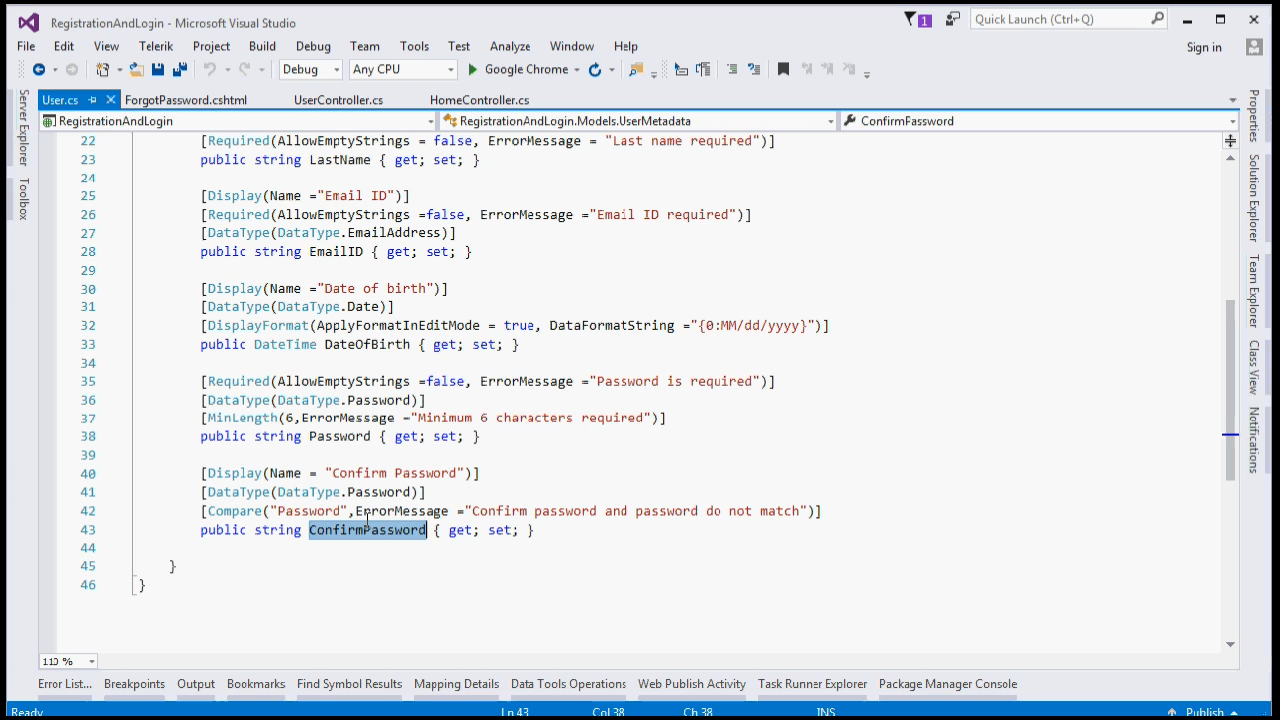 RegistrationAndLogin - Microsoft Visual Studio
1
Quick Launch (Ctrl+Q)
File Edit View Telerik Project Build Debug Team Tools Test Analyze Window Help
Sign in
Debug Any CPU Google Chrome
User.cs ForgotPassword.cshtml UserController.cs HomeController.cs
RegistrationAndLogin RegistrationAndLogin.Models.UserMetadata ConfirmPassword
22 [Required(AllowEmptyStrings = false, ErrorMessage = "Last name required")]
23 public string LastName { get; set; }
24
25 [Display(Name ="Email ID")]
26 [Required(AllowEmptyStrings =false, ErrorMessage ="Email ID required")]
27 [DataType(DataType.EmailAddress)]
28 public string EmailID { get; set; }
29
30 [Display(Name ="Date of birth")]
31 [DataType(DataType.Date)]
32 [DisplayFormat(ApplyFormatInEditMode = true, DataFormatString ="{0:MM/dd/yyyy}")]
33 public DateTime DateOfBirth { get; set; }
34
35 [Required(AllowEmptyStrings =false, ErrorMessage ="Password is required")]
36 [DataType(DataType.Password)]
37 [MinLength(6,ErrorMessage ="Minimum 6 characters required")]
38 public string Password { get; set; }
39
40 [Display(Name = "Confirm Password")]
41 [DataType(DataType.Password)]
42 [Compare("Password",ErrorMessage ="Confirm password and password do not match")]
43 public string ConfirmPassword { get; set; }
44
45 }
46 }
Server Explorer
Toolbox
Properties
Solution Explorer
Team Explorer
Class View
Notifications
110 %
Error List... Breakpoints Output Bookmarks Find Symbol Results Mapping Details Data Tools Operations Web Publish Activity Task Runner Explorer Package Manager Console
Ready Ln 43 Col 38 Ch 38 INS Publish